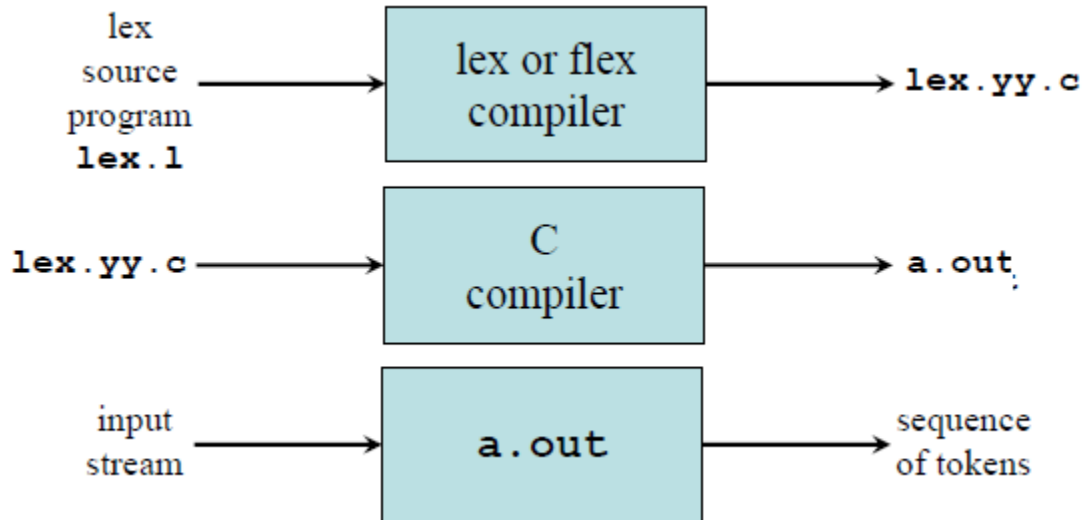 lex
source
program
lex.l
lex or flex
compiler
lex.yy.c
lex.yy.c
C
compiler
a.out
input
stream
a.out
sequence
of tokens